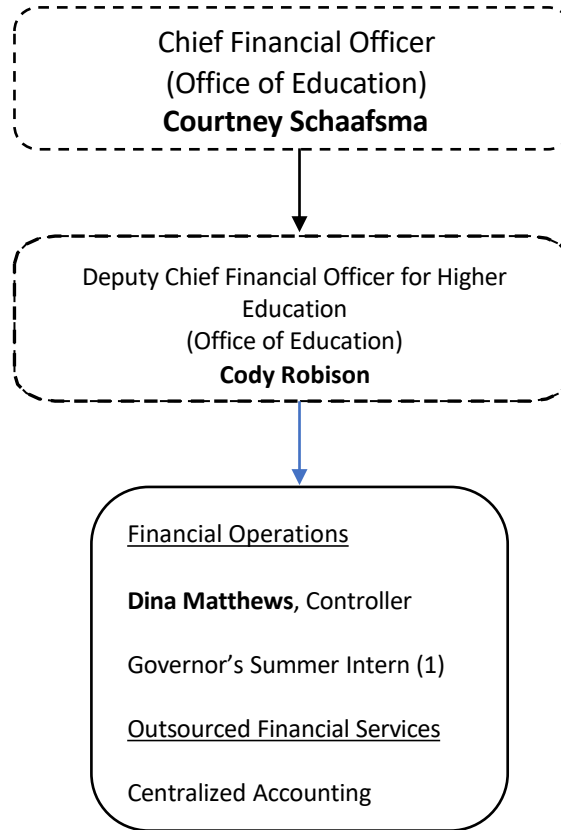 Chief Financial Officer
(Office of Education)
Courtney Schaafsma
Deputy Chief Financial Officer for Higher
Education
(Office of Education)
Cody Robison
Financial Operations
Dina Matthews, Controller
Governor’s Summer Intern (1)
Outsourced Financial Services
Centralized Accounting